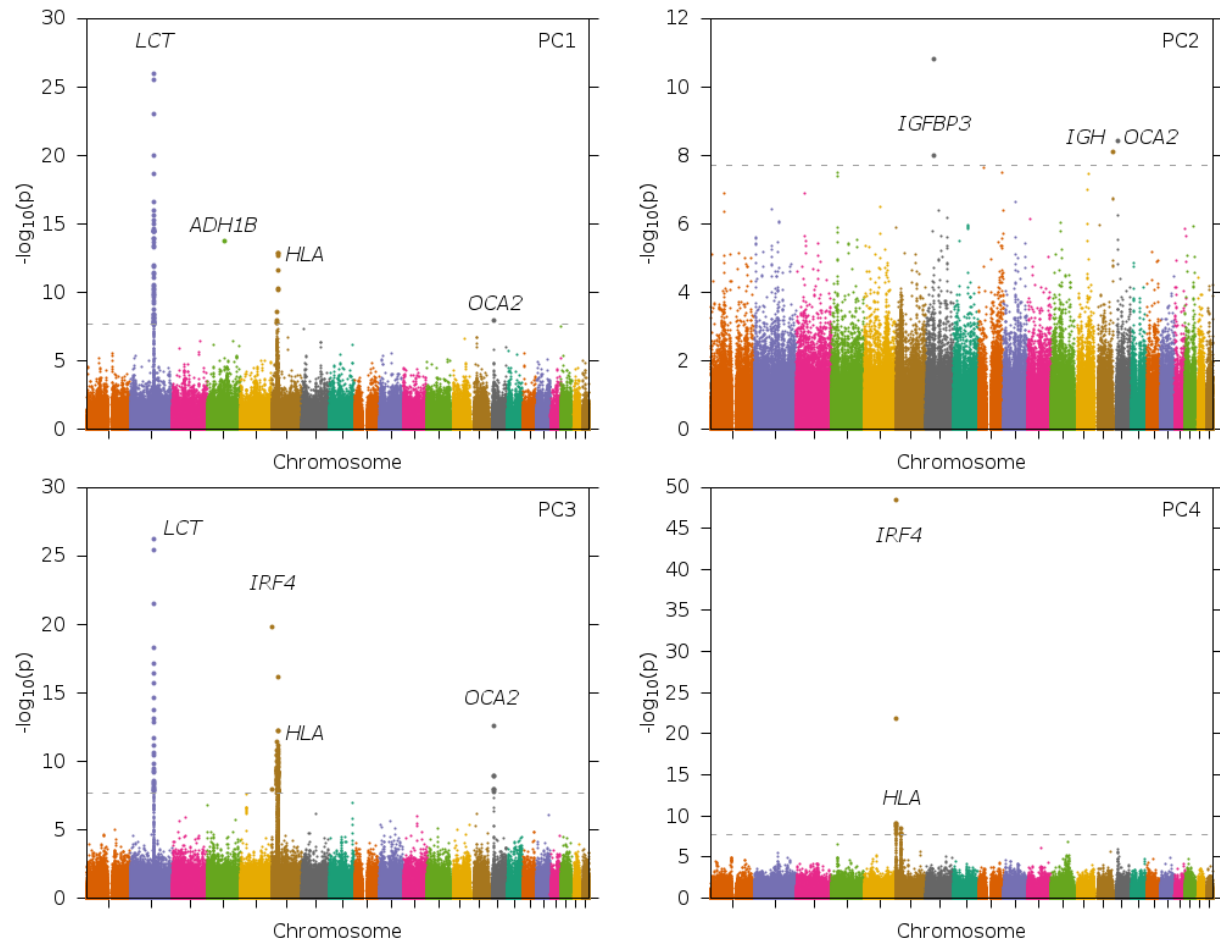 PC1
30
25
20
15
10
5
0
-log10(p)
LCT
ADH1B
HLA
OCA2
Chromosome
PC2
12
10
8
6
4
2
0
-log10(p)
IGFBP3
IGH OCA2
Chromosome
PC3
30
25
20
15
10
5
0
-log10(p)
LCT
IRF4
HLA
OCA2
Chromosome
PC4
50
45
40
35
30
25
20
15
10
5
0
-log10(p)
IRF4
HLA
Chromosome